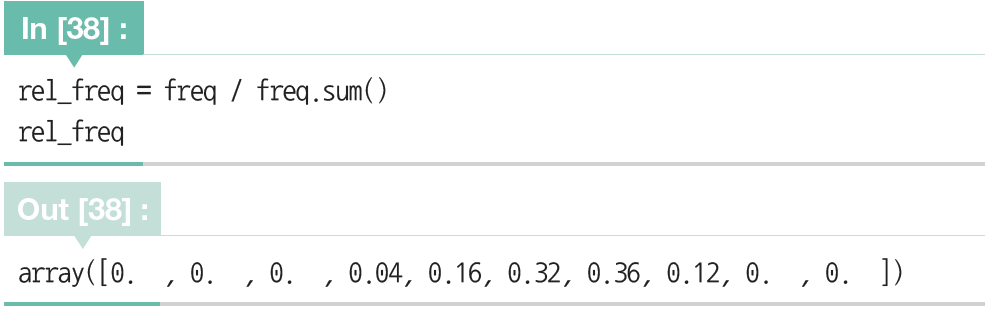 In [38] :
rel_freq = freq / freq.sum()
rel_freq
Out [38] :
array([0.  , 0.  , 0.  , 0.04, 0.16, 0.32, 0.36, 0.12, 0.  , 0.  ])